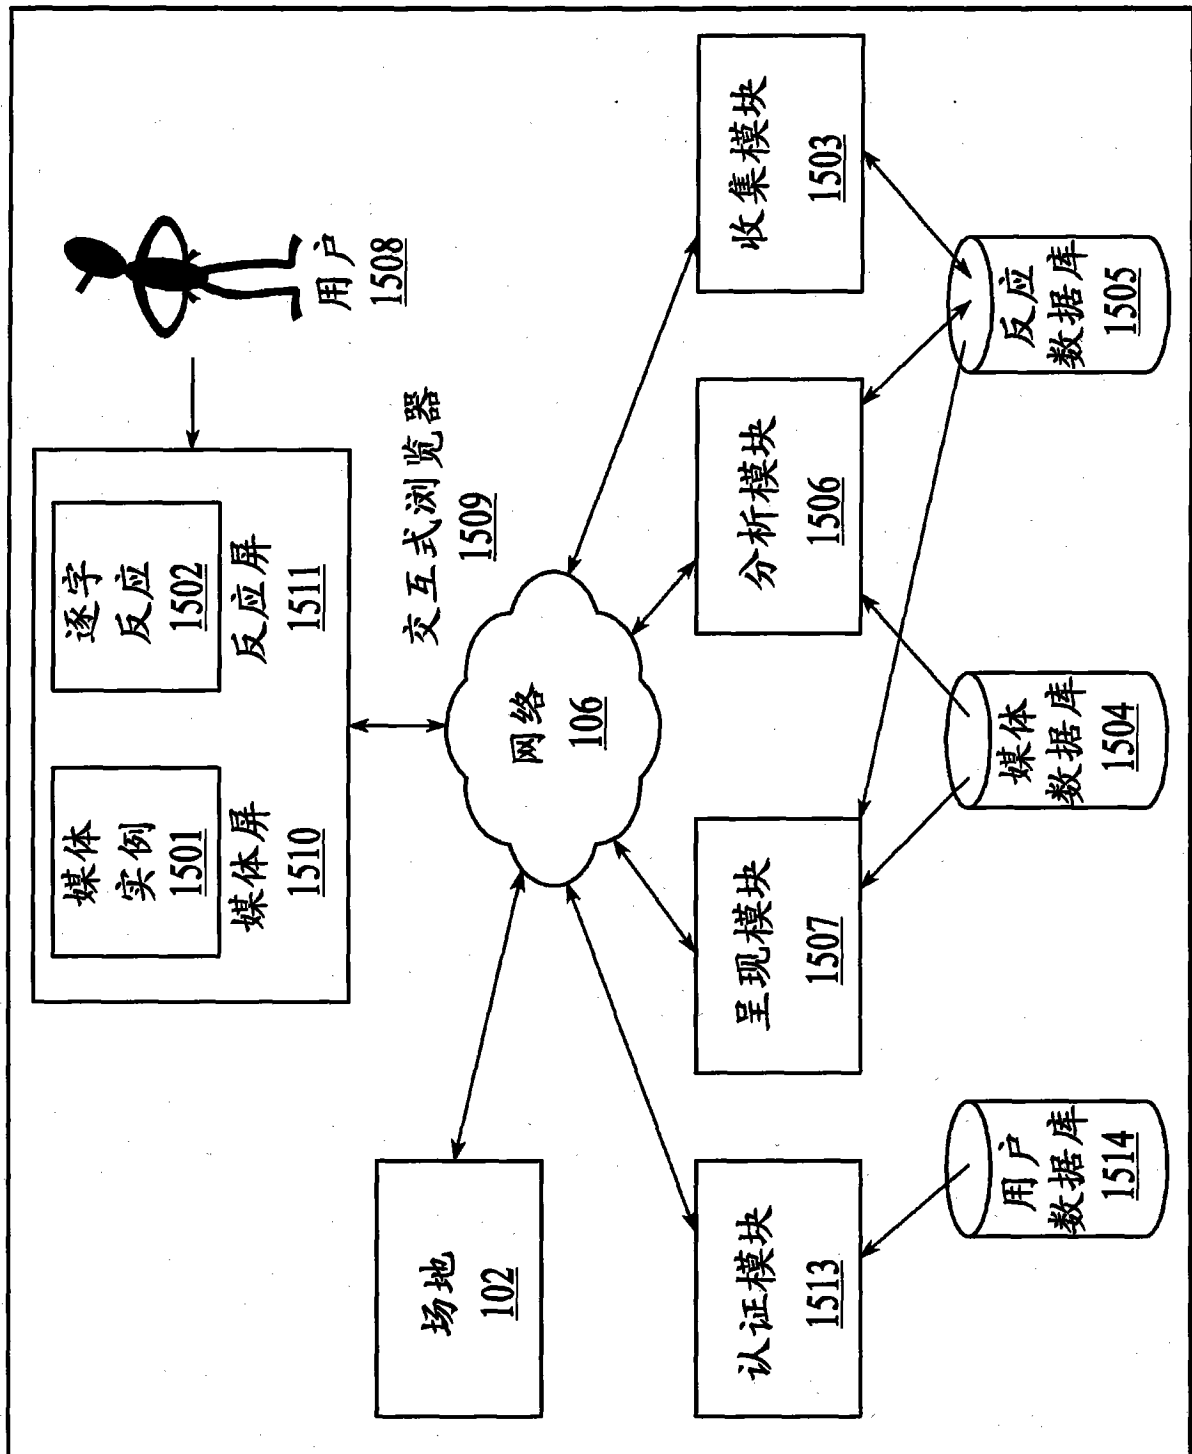 媒体
实例
1501
媒体屏
1510
逐字
反应
1502
反应屏
1511
用户
1508
交互式浏览器
1509
场地
102
网络
106
认证模块
1513
呈现模块
1507
分析模块
1506
收集模块
1503
用户
数据库
1514
媒体
数据库
1504
反应
数据库
1505